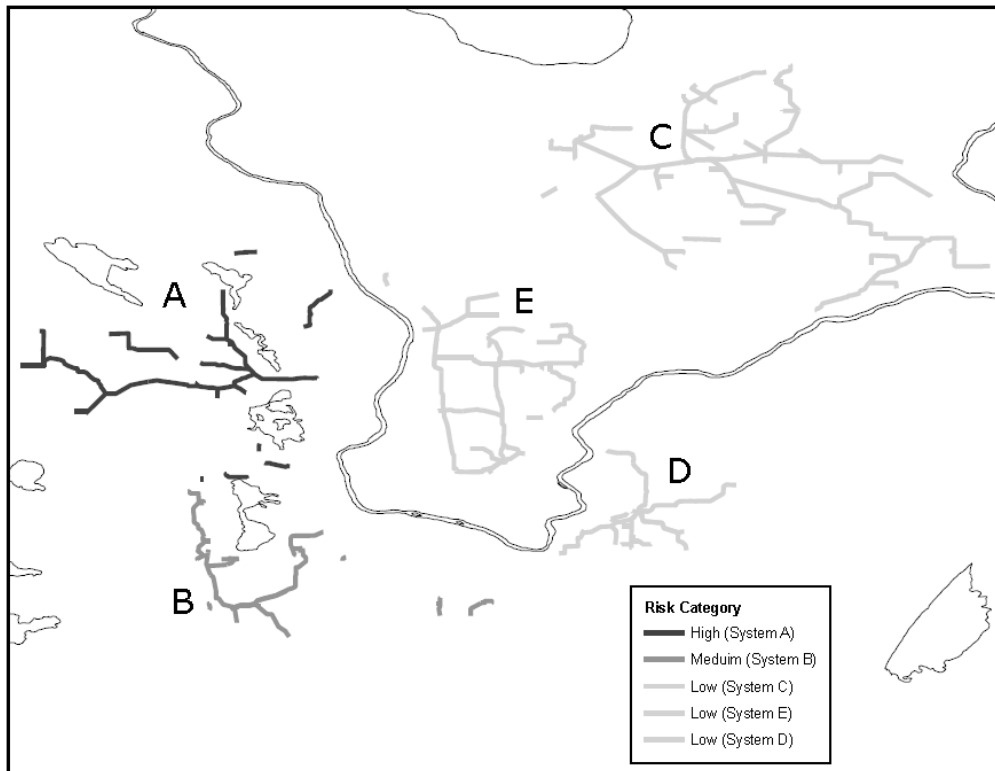 C
A
E
D
B
Risk Category
High (System A)
Meduim (System B)
Low (System C)
Low (System E)
Low (System D)